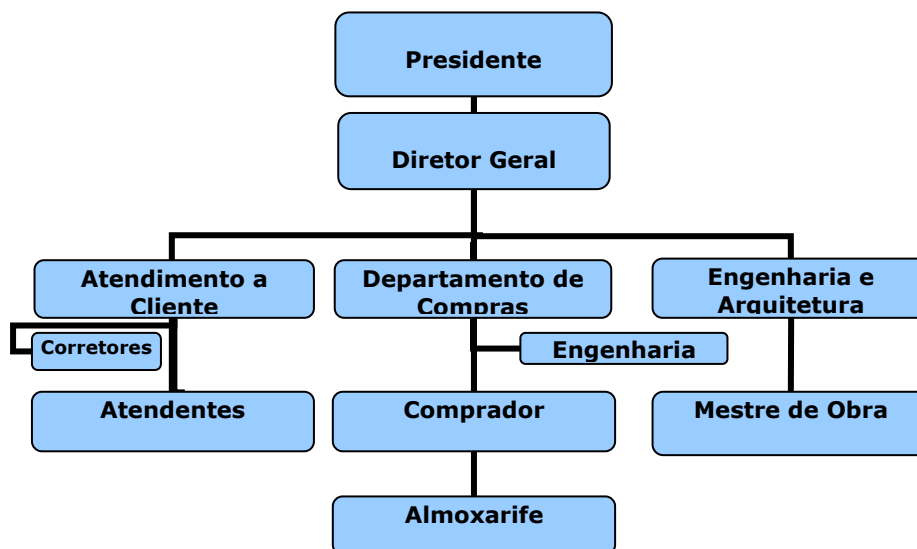 Presidente
Diretor Geral
Atendimento a
Cliente
Departamento de
Compras
Engenharia e
Arquitetura
Corretores
Engenharia
Atendentes
Comprador
Mestre de Obra
Almoxarife